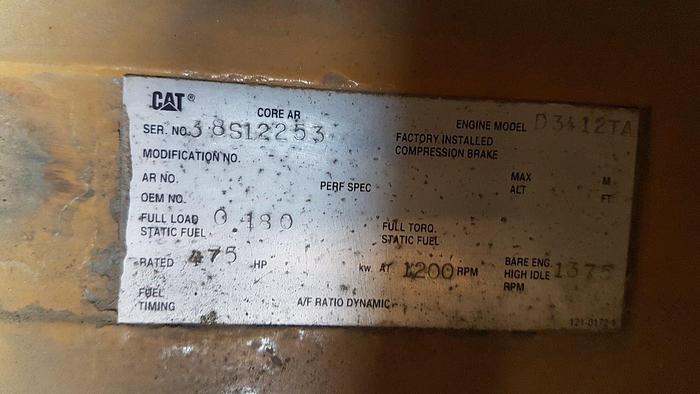 CAT®
CORE AR
SER. NO. 38S12253
ENGINE MODEL D3412TA
MODIFICATION NO.
FACTORY INSTALLED
COMPRESSION BRAKE
AR NO.
PERF SPEC
MAX M
ALT FT
OEM NO.
FULL LOAD 0.180
STATIC FUEL
FULL TORQ.
STATIC FUEL
RATED 475 HP kw AT 1200 RPM
BARE ENG.
HIGH IDLE 1375
RPM
FUEL
TIMING
A/F RATIO DYNAMIC